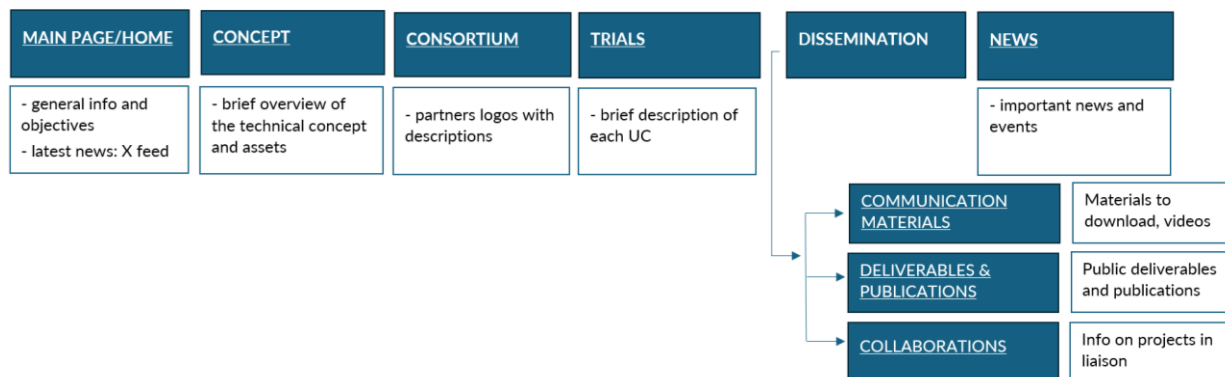 MAIN PAGE/HOME
- general info and
objectives
- latest news: X feed
CONCEPT
- brief overview of
the technical concept
and assets
CONSORTIUM
- partners logos with
descriptions
TRIALS
- brief description of
each UC
DISSEMINATION
NEWS
- important news and
events
COMMUNICATION
MATERIALS
Materials to
download, videos
DELIVERABLES &
PUBLICATIONS
Public deliverables
and publications
COLLABORATIONS
Info on projects in
liaison